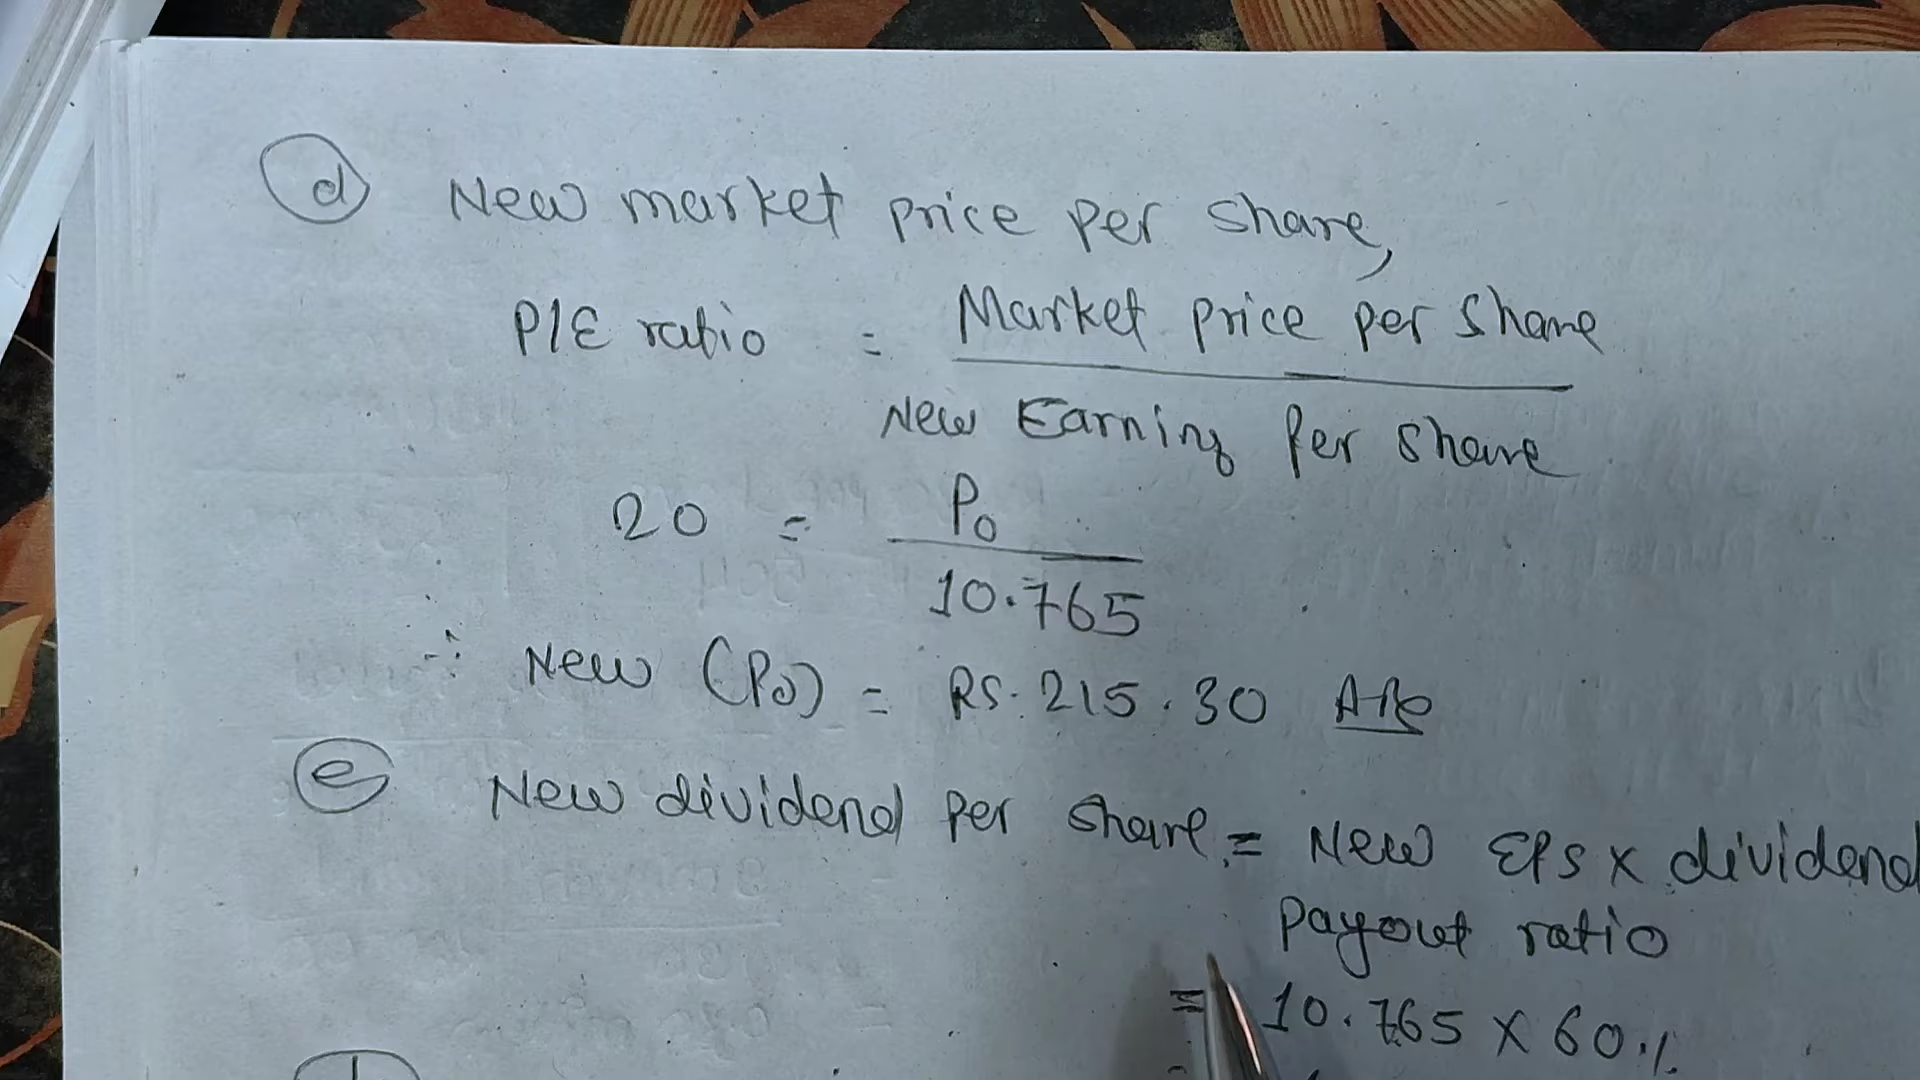 d New market price per share,
P/E ratio = Market price per share
New Earning Per share
20 = P0
10.765
∴ New (P0) = RS. 215.30 Ans
e New dividend per share, = New EPS x dividend
Payout ratio
= 10.765 x 60%